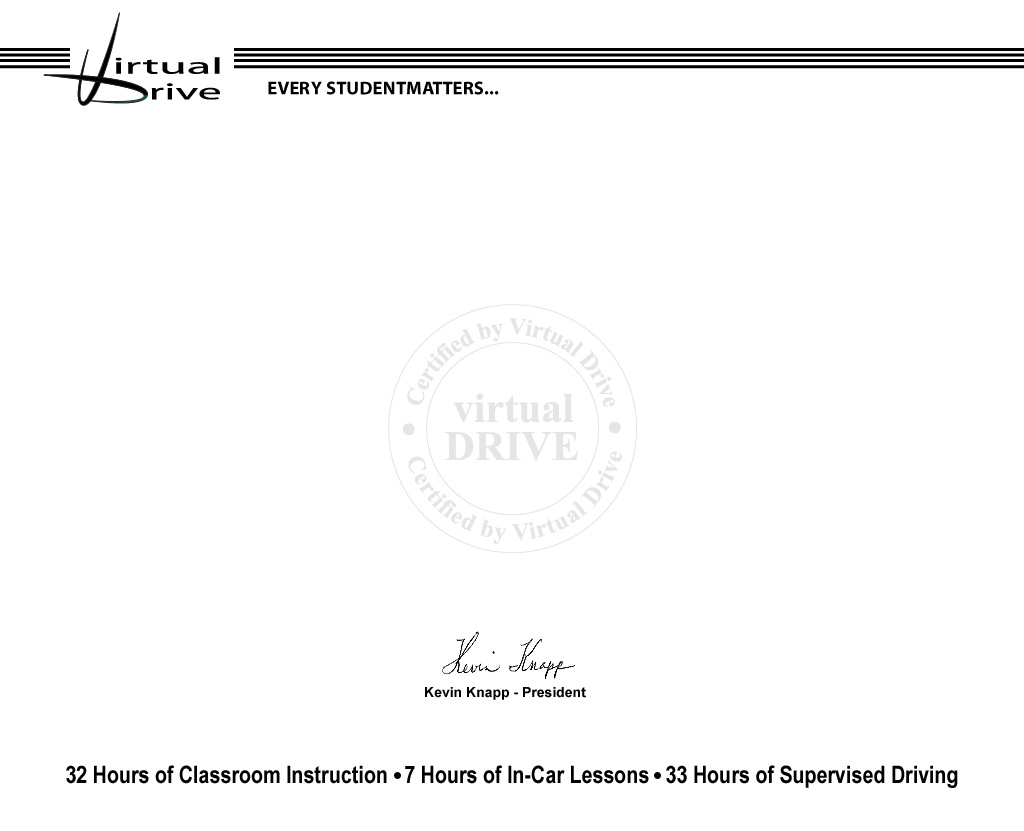 Virtual
Drive
EVERY STUDENTMATTERS...
Certified by Virtual Drive
virtual
DRIVE
Certified by Virtual Drive
Kevin Knapp
Kevin Knapp - President
32 Hours of Classroom Instruction • 7 Hours of In-Car Lessons • 33 Hours of Supervised Driving